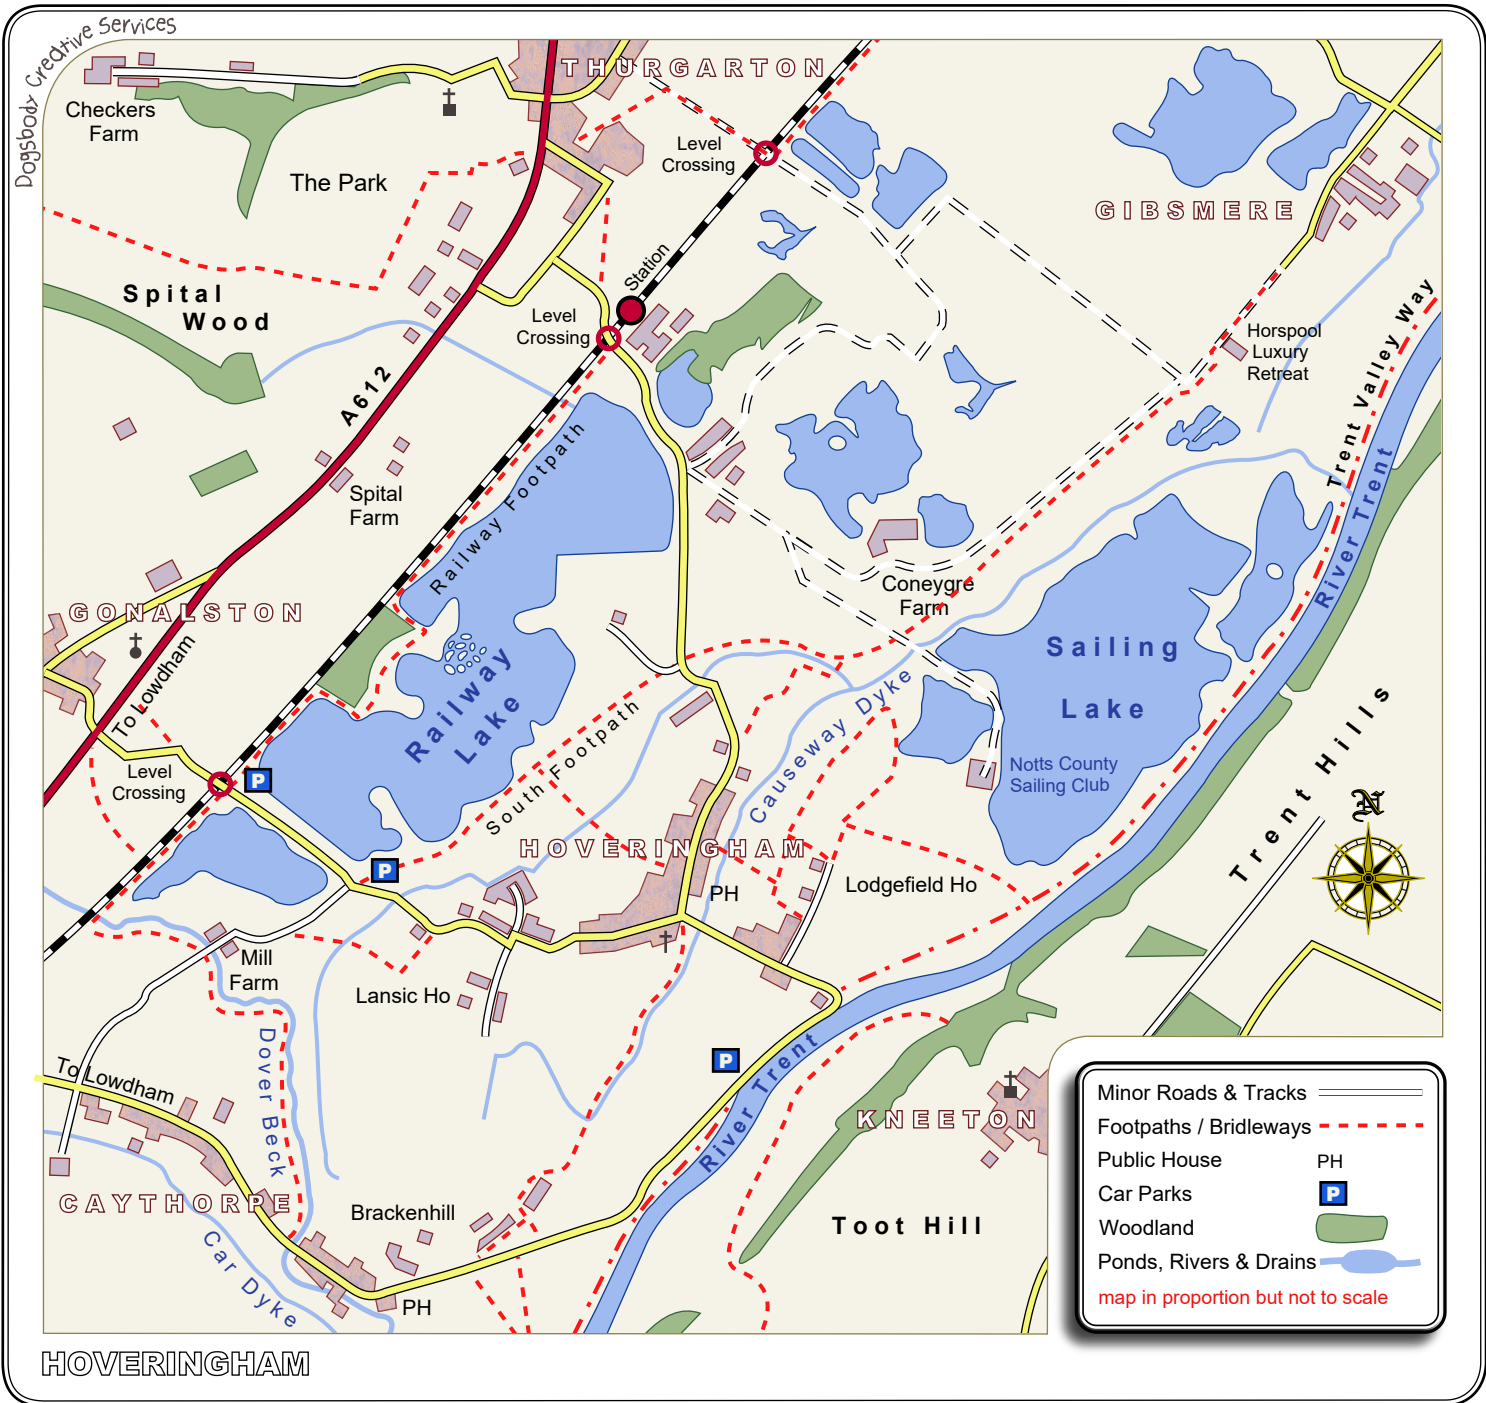 Dogsbody Creative Services
THURGARTON
Checkers
Farm
Level
Crossing
The Park
GIBSMERE
Station
Spital
Wood
Level
Crossing
Horspool
Luxury
Retreat
Trent Valley Way
A612
Railway Footpath
Spital
Farm
River Trent
Coneygre
Farm
GONALSTON
To Lowdham
Sailing
Lake
Railway
Lake
South Footpath
Causeway Dyke
Notts County
Sailing Club
Trent Hills
Level
Crossing
P
N
HOVERINGHAM
P
PH
Lodgefield Ho
Mill
Farm
Lansic Ho
Dover Beck
To Lowdham
P
River Trent
KNEETON
CAYTHORPE
Brackenhill
Toot Hill
Car Dyke
PH
Minor Roads & Tracks
Footpaths / Bridleways
Public House PH
Car Parks P
Woodland
Ponds, Rivers & Drains
map in proportion but not to scale
HOVERINGHAM